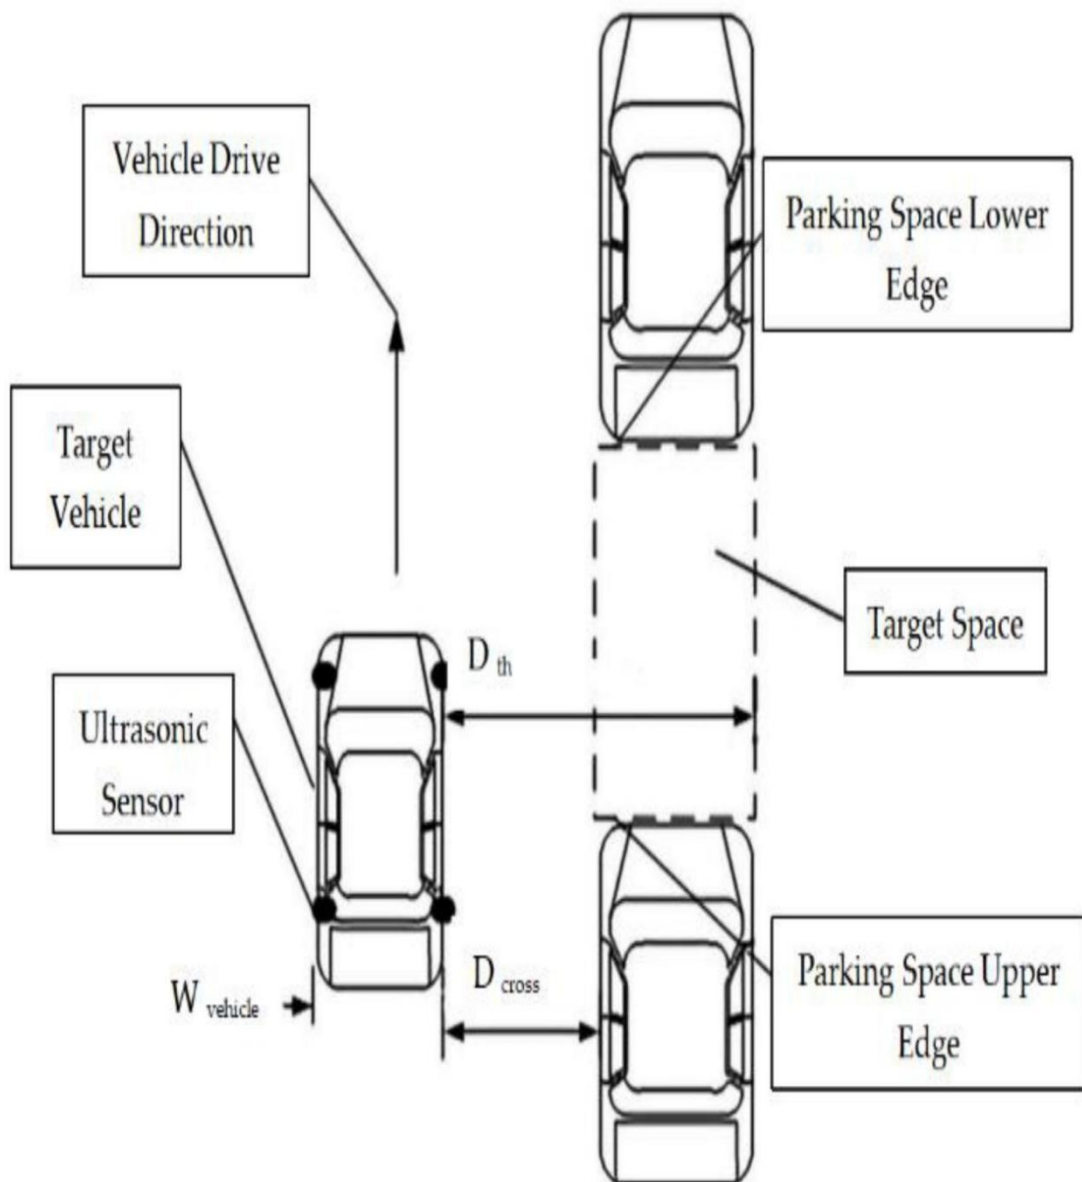 Vehicle Drive
Direction
Parking Space Lower
Edge
Target
Vehicle
Target Space
D th
Ultrasonic
Sensor
D cross
W vehicle
Parking Space Upper
Edge